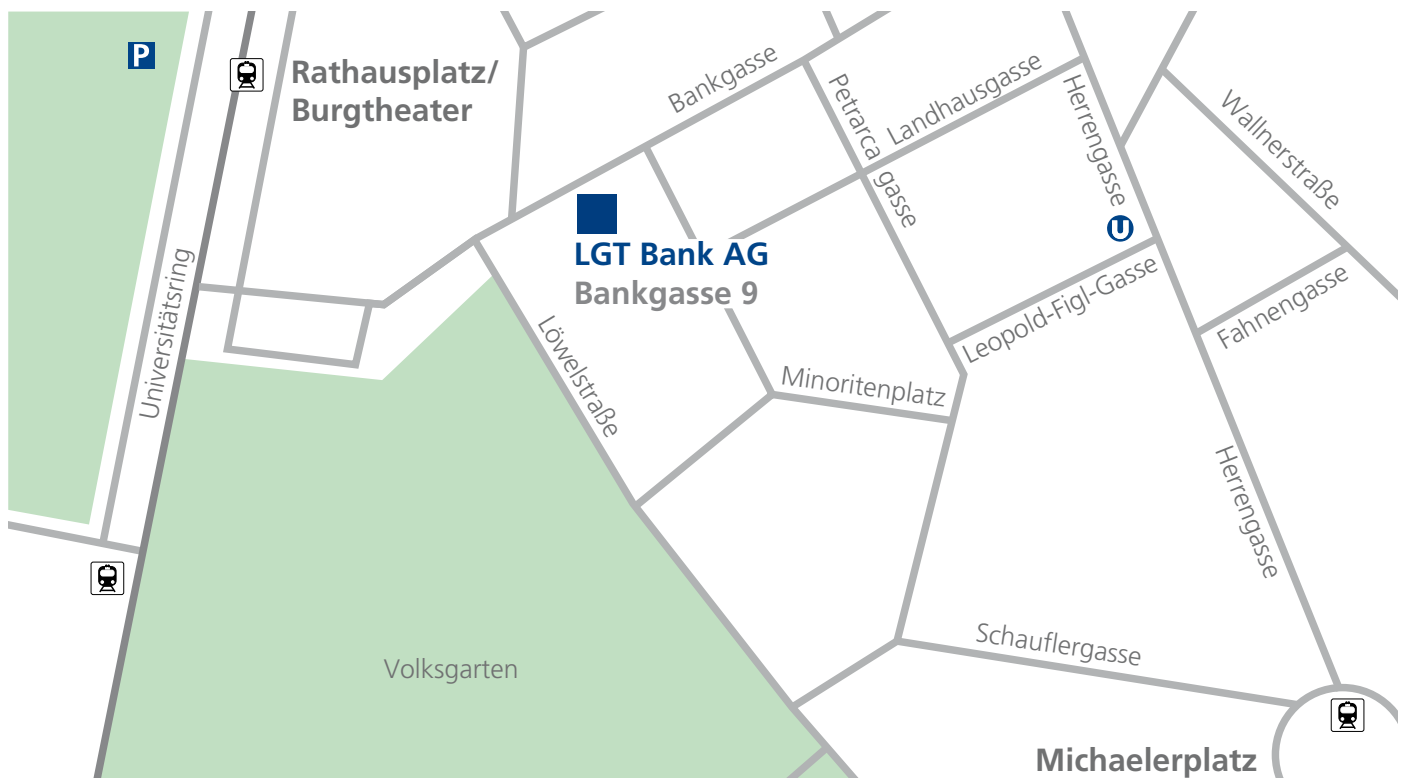 P
Rathausplatz/
Burgtheater
Bankgasse
Petrarca
gasse
Landhausgasse
Herrengasse
Wallnerstraße
U
LGT Bank AG
Bankgasse 9
Universitätsring
Löwelstraße
Leopold-Figl-Gasse
Fahnengasse
Minoritenplatz
Herrengasse
Schauflergasse
Volksgarten
Michaelerplatz